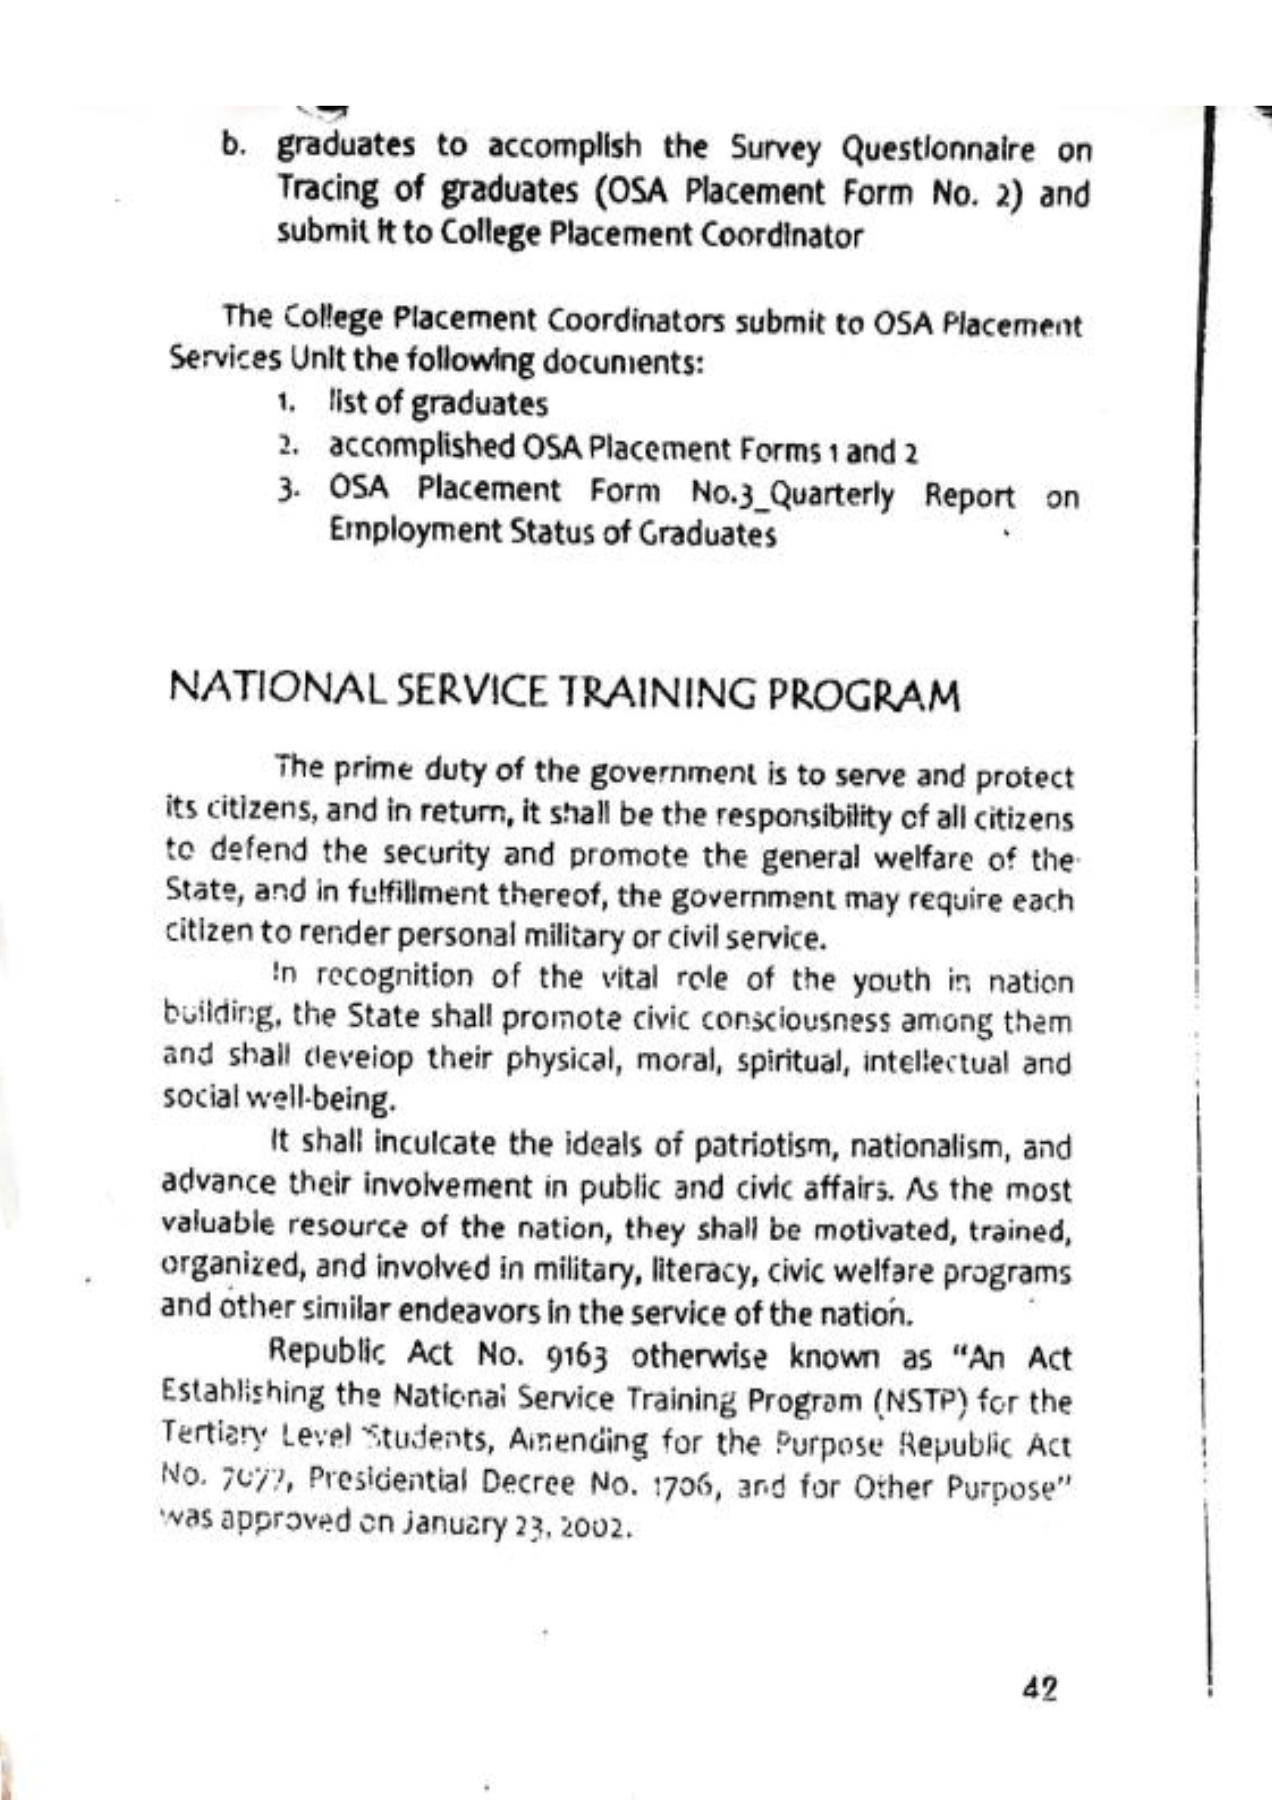 b. graduates to accomplish the Survey Questionnaire on
Tracing of graduates (OSA Placement Form No. 2) and
submit it to College Placement Coordinator
The College Placement Coordinators submit to OSA Placement
Services Unit the following documents:
1. list of graduates
2. accomplished OSA Placement Forms 1 and 2
3. OSA Placement Form No.3_Quarterly Report on
Employment Status of Graduates
NATIONAL SERVICE TRAINING PROGRAM
The prime duty of the government is to serve and protect
its citizens, and in return, it shall be the responsibility of all citizens
to defend the security and promote the general welfare of the
State, and in fulfillment thereof, the government may require each
citizen to render personal military or civil service.
In recognition of the vital role of the youth in nation
building, the State shall promote civic consciousness among them
and shall develop their physical, moral, spiritual, intellectual and
social well-being.
It shall inculcate the ideals of patriotism, nationalism, and
advance their involvement in public and civic affairs. As the most
valuable resource of the nation, they shall be motivated, trained,
organized, and involved in military, literacy, civic welfare programs
and other similar endeavors in the service of the nation.
Republic Act No. 9163 otherwise known as "An Act
Establishing the National Service Training Program (NSTP) for the
Tertiary Level Students, Amending for the Purpose Republic Act
No. 7077, Presidential Decree No. 1706, and for Other Purpose"
was approved on January 23, 2002.
42